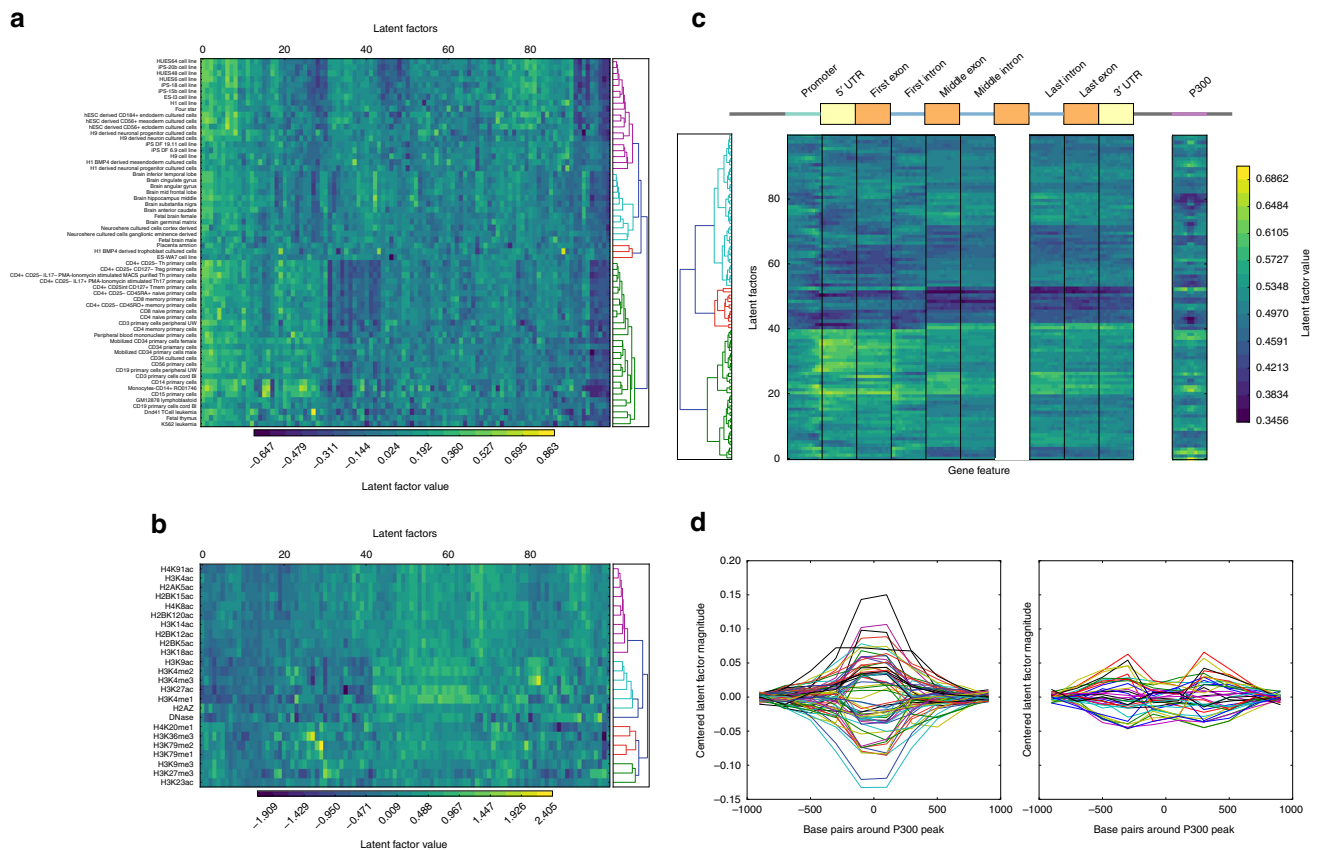 a
Latent factors
0 20 40 60 80
HUES64 cell line
iPS-20b cell line
HUES48 cell line
HUES6 cell line
iPS-18 cell line
iPS-15b cell line
ES-I3 cell line
H1 cell line
Four star
hESC derived CD184+ endoderm cultured cells
hESC derived CD56+ mesoderm cultured cells
hESC derived CD56+ ectoderm cultured cells
H9 derived neuronal progenitor cultured cells
H9 derived neuron cultured cells
iPS DF 19.11 cell line
iPS DF 6.9 cell line
H9 cell line
H1 BMP4 derived mesendoderm cultured cells
H1 derived neuronal progenitor cultured cells
Brain inferior temporal lobe
Brain cingulate gyrus
Brain angular gyrus
Brain mid frontal lobe
Brain hippocampus middle
Brain substantia nigra
Brain anterior caudate
Fetal brain female
Brain germinal matrix
Neurosphere cultured cells cortex derived
Neurosphere cultured cells ganglionic eminence derived
Fetal brain male
Placenta amnion
H1 BMP4 derived trophoblast cultured cells
ES-WA7 cell line
CD4+ CD25− Th primary cells
CD4+ CD25+ CD127− Treg primary cells
CD4+ CD25− IL17− PMA-Ionomycin stimulated MACS purified Th primary cells
CD4+ CD25− IL17+ PMA-Ionomycin stimulated Th17 primary cells
CD4+ CD25int CD127+ Tmem primary cells
CD4+ CD25− CD45RA+ naive primary cells
CD8 memory primary cells
CD4+ CD25− CD45RO+ memory primary cells
CD8 naive primary cells
CD4 naive primary cells
CD3 primary cells peripheral UW
CD4 memory primary cells
Peripheral blood mononuclear primary cells
Mobilized CD34 primary cells female
CD34 priamary cells
Mobilized CD34 primary cells male
CD34 cultured cells
CD56 primary cells
CD19 primary cells peripheral UW
CD3 primary cells cord BI
CD14 primary cells
Monocytes-CD14+ RO01746
CD15 primary cells
GM12878 lymphoblastoid
CD19 primary cells cord BI
Dnd41 TCell leukemia
Fetal thymus
K562 leukemia
−0.647 −0.479 −0.311 −0.144 0.024 0.192 0.360 0.527 0.695 0.863
Latent factor value
b
Latent factors
0 20 40 60 80
H4K91ac
H3K4ac
H2AK5ac
H2BK15ac
H4K8ac
H2BK120ac
H3K14ac
H2BK12ac
H2BK5ac
H3K18ac
H3K9ac
H3K4me2
H3K4me3
H3K27ac
H3K4me1
H2AZ
DNase
H4K20me1
H3K36me3
H3K79me2
H3K79me1
H3K9me3
H3K27me3
H3K23ac
−1.909 −1.429 −0.950 −0.471 0.009 0.488 0.967 1.447 1.926 2.405
Latent factor value
c
Promoter 5′ UTR First exon First intron Middle exon Middle intron Last intron Last exon 3′ UTR P300
Latent factors
80
60
40
20
0
Gene feature
0.6862
0.6484
0.6105
0.5727
0.5348
0.4970
0.4591
0.4213
0.3834
0.3456
Latent factor value
d
Centered latent factor magnitude
0.20
0.15
0.10
0.05
0.00
−0.05
−0.10
−0.15
−1000 −500 0 500 1000
Base pairs around P300 peak
Centered latent factor magnitude
−1000 −500 0 500 1000
Base pairs around P300 peak